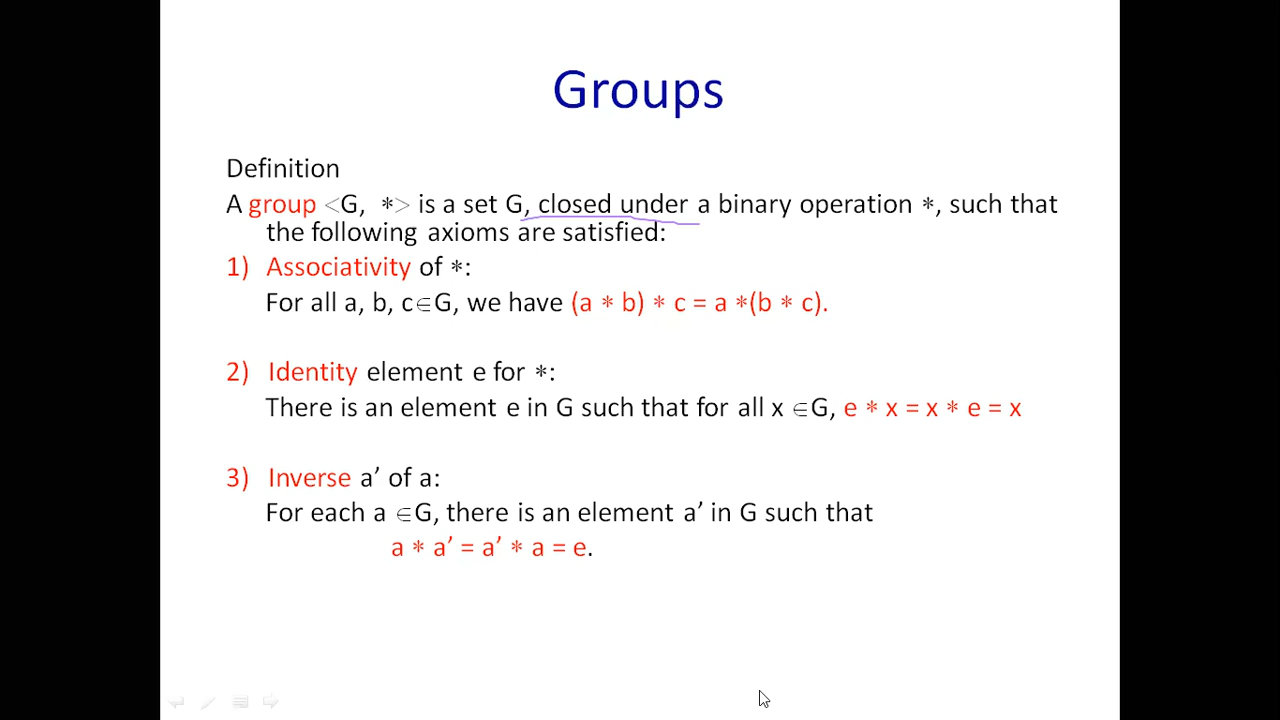 Groups
Definition
A group <G, ∗> is a set G, closed under a binary operation ∗, such that
the following axioms are satisfied:
1) Associativity of ∗:
For all a, b, c∈G, we have (a ∗ b) ∗ c = a ∗(b ∗ c).
2) Identity element e for ∗:
There is an element e in G such that for all x ∈G, e ∗ x = x ∗ e = x
3) Inverse a’ of a:
For each a ∈G, there is an element a’ in G such that
a ∗ a’ = a’ ∗ a = e.